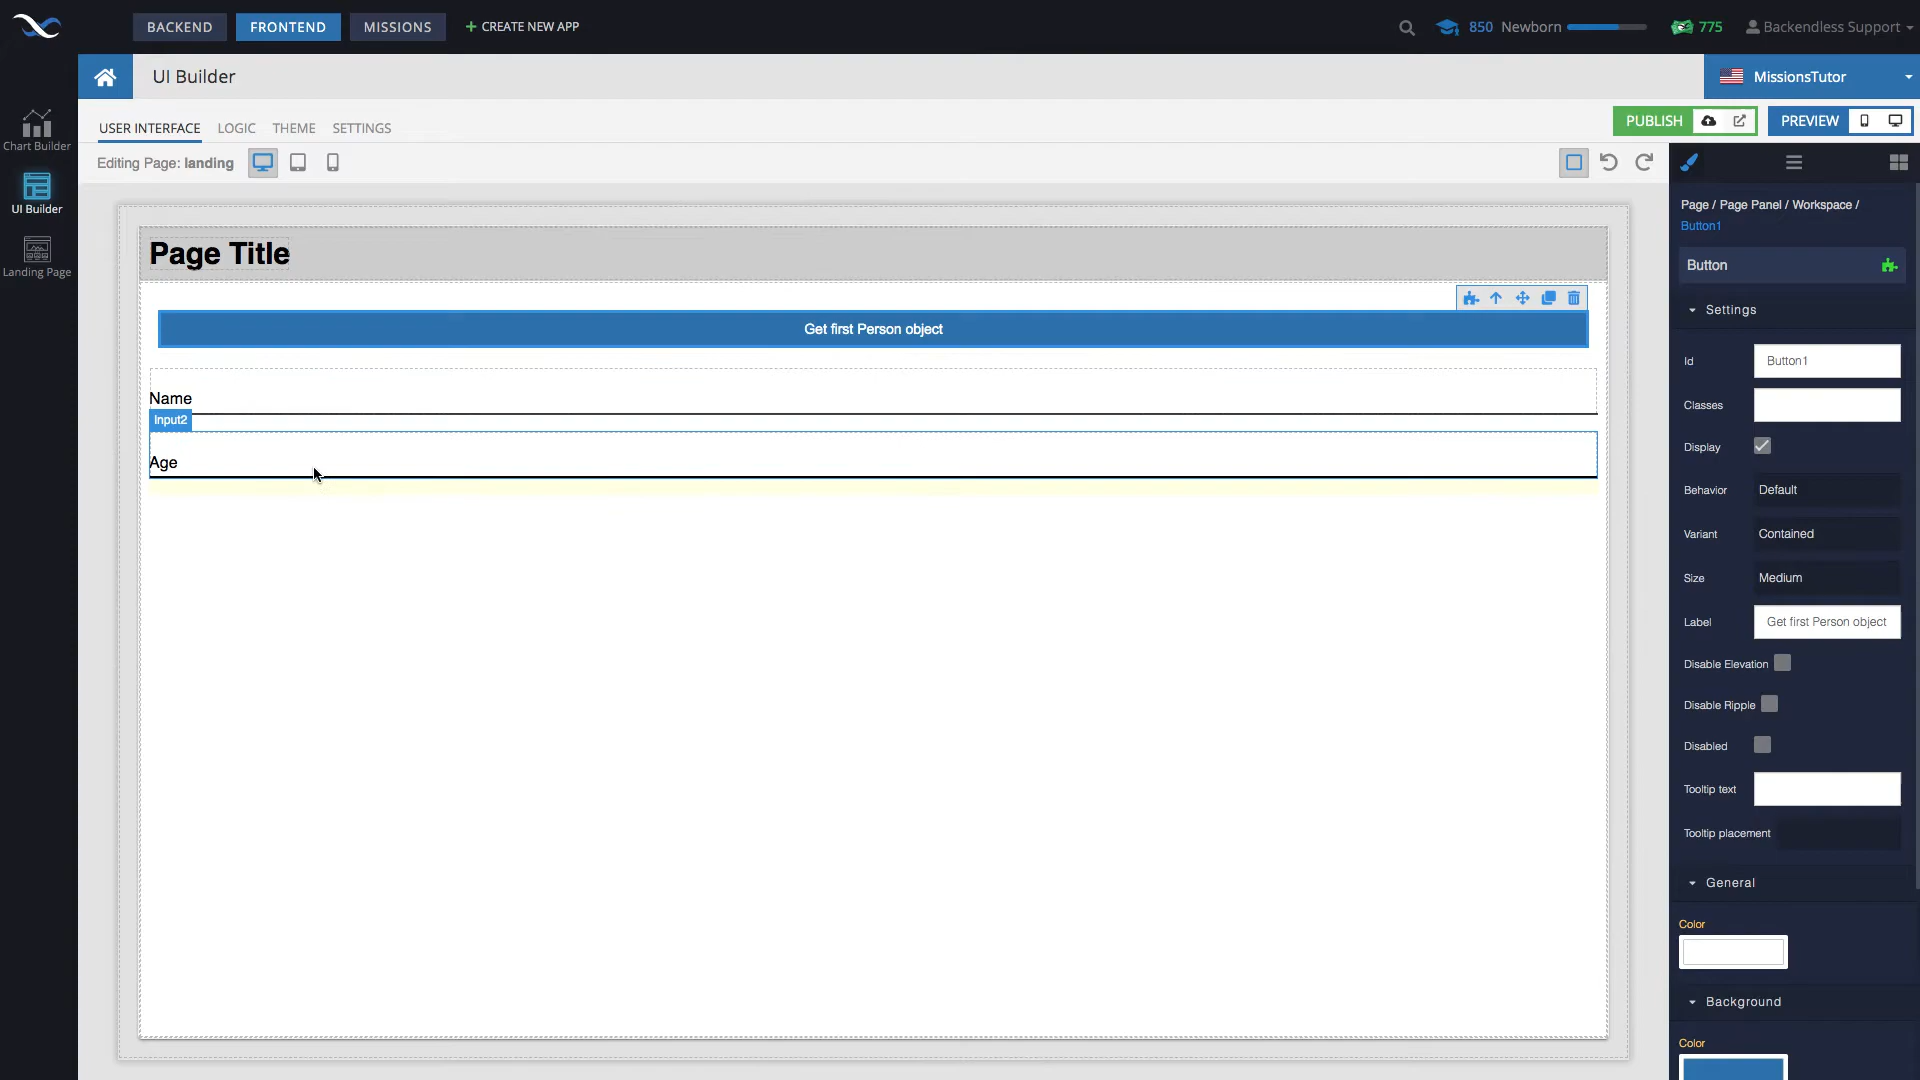 BACKEND
FRONTEND
MISSIONS
+ CREATE NEW APP
850 Newborn
775
Backendless Support
UI Builder
MissionsTutor
Chart Builder
UI Builder
Landing Page
USER INTERFACE
LOGIC
THEME
SETTINGS
PUBLISH
PREVIEW
Editing Page: landing
Page Title
Get first Person object
Name
Input2
Age
Page / Page Panel / Workspace /
Button1
Button
Settings
Id
Button1
Classes
Display
Behavior
Default
Variant
Contained
Size
Medium
Label
Get first Person object
Disable Elevation
Disable Ripple
Disabled
Tooltip text
Tooltip placement
General
Color
Background
Color